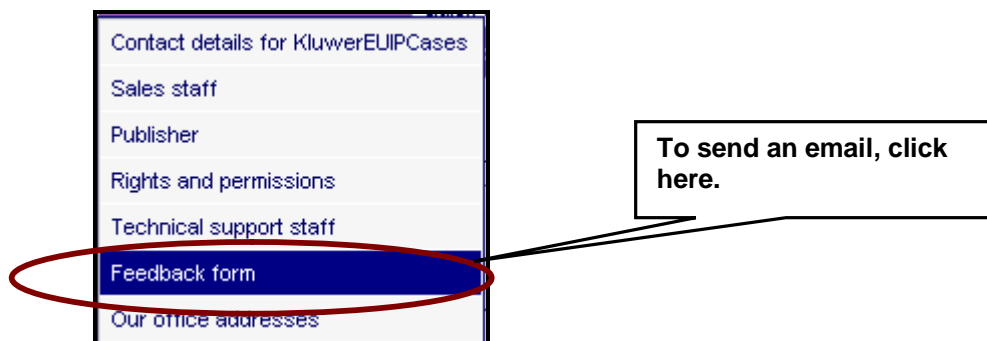 Contact details for KluwerEUIPCases
Sales staff
Publisher
Rights and permissions
Technical support staff
Feedback form
Our office addresses
To send an email, click
here.